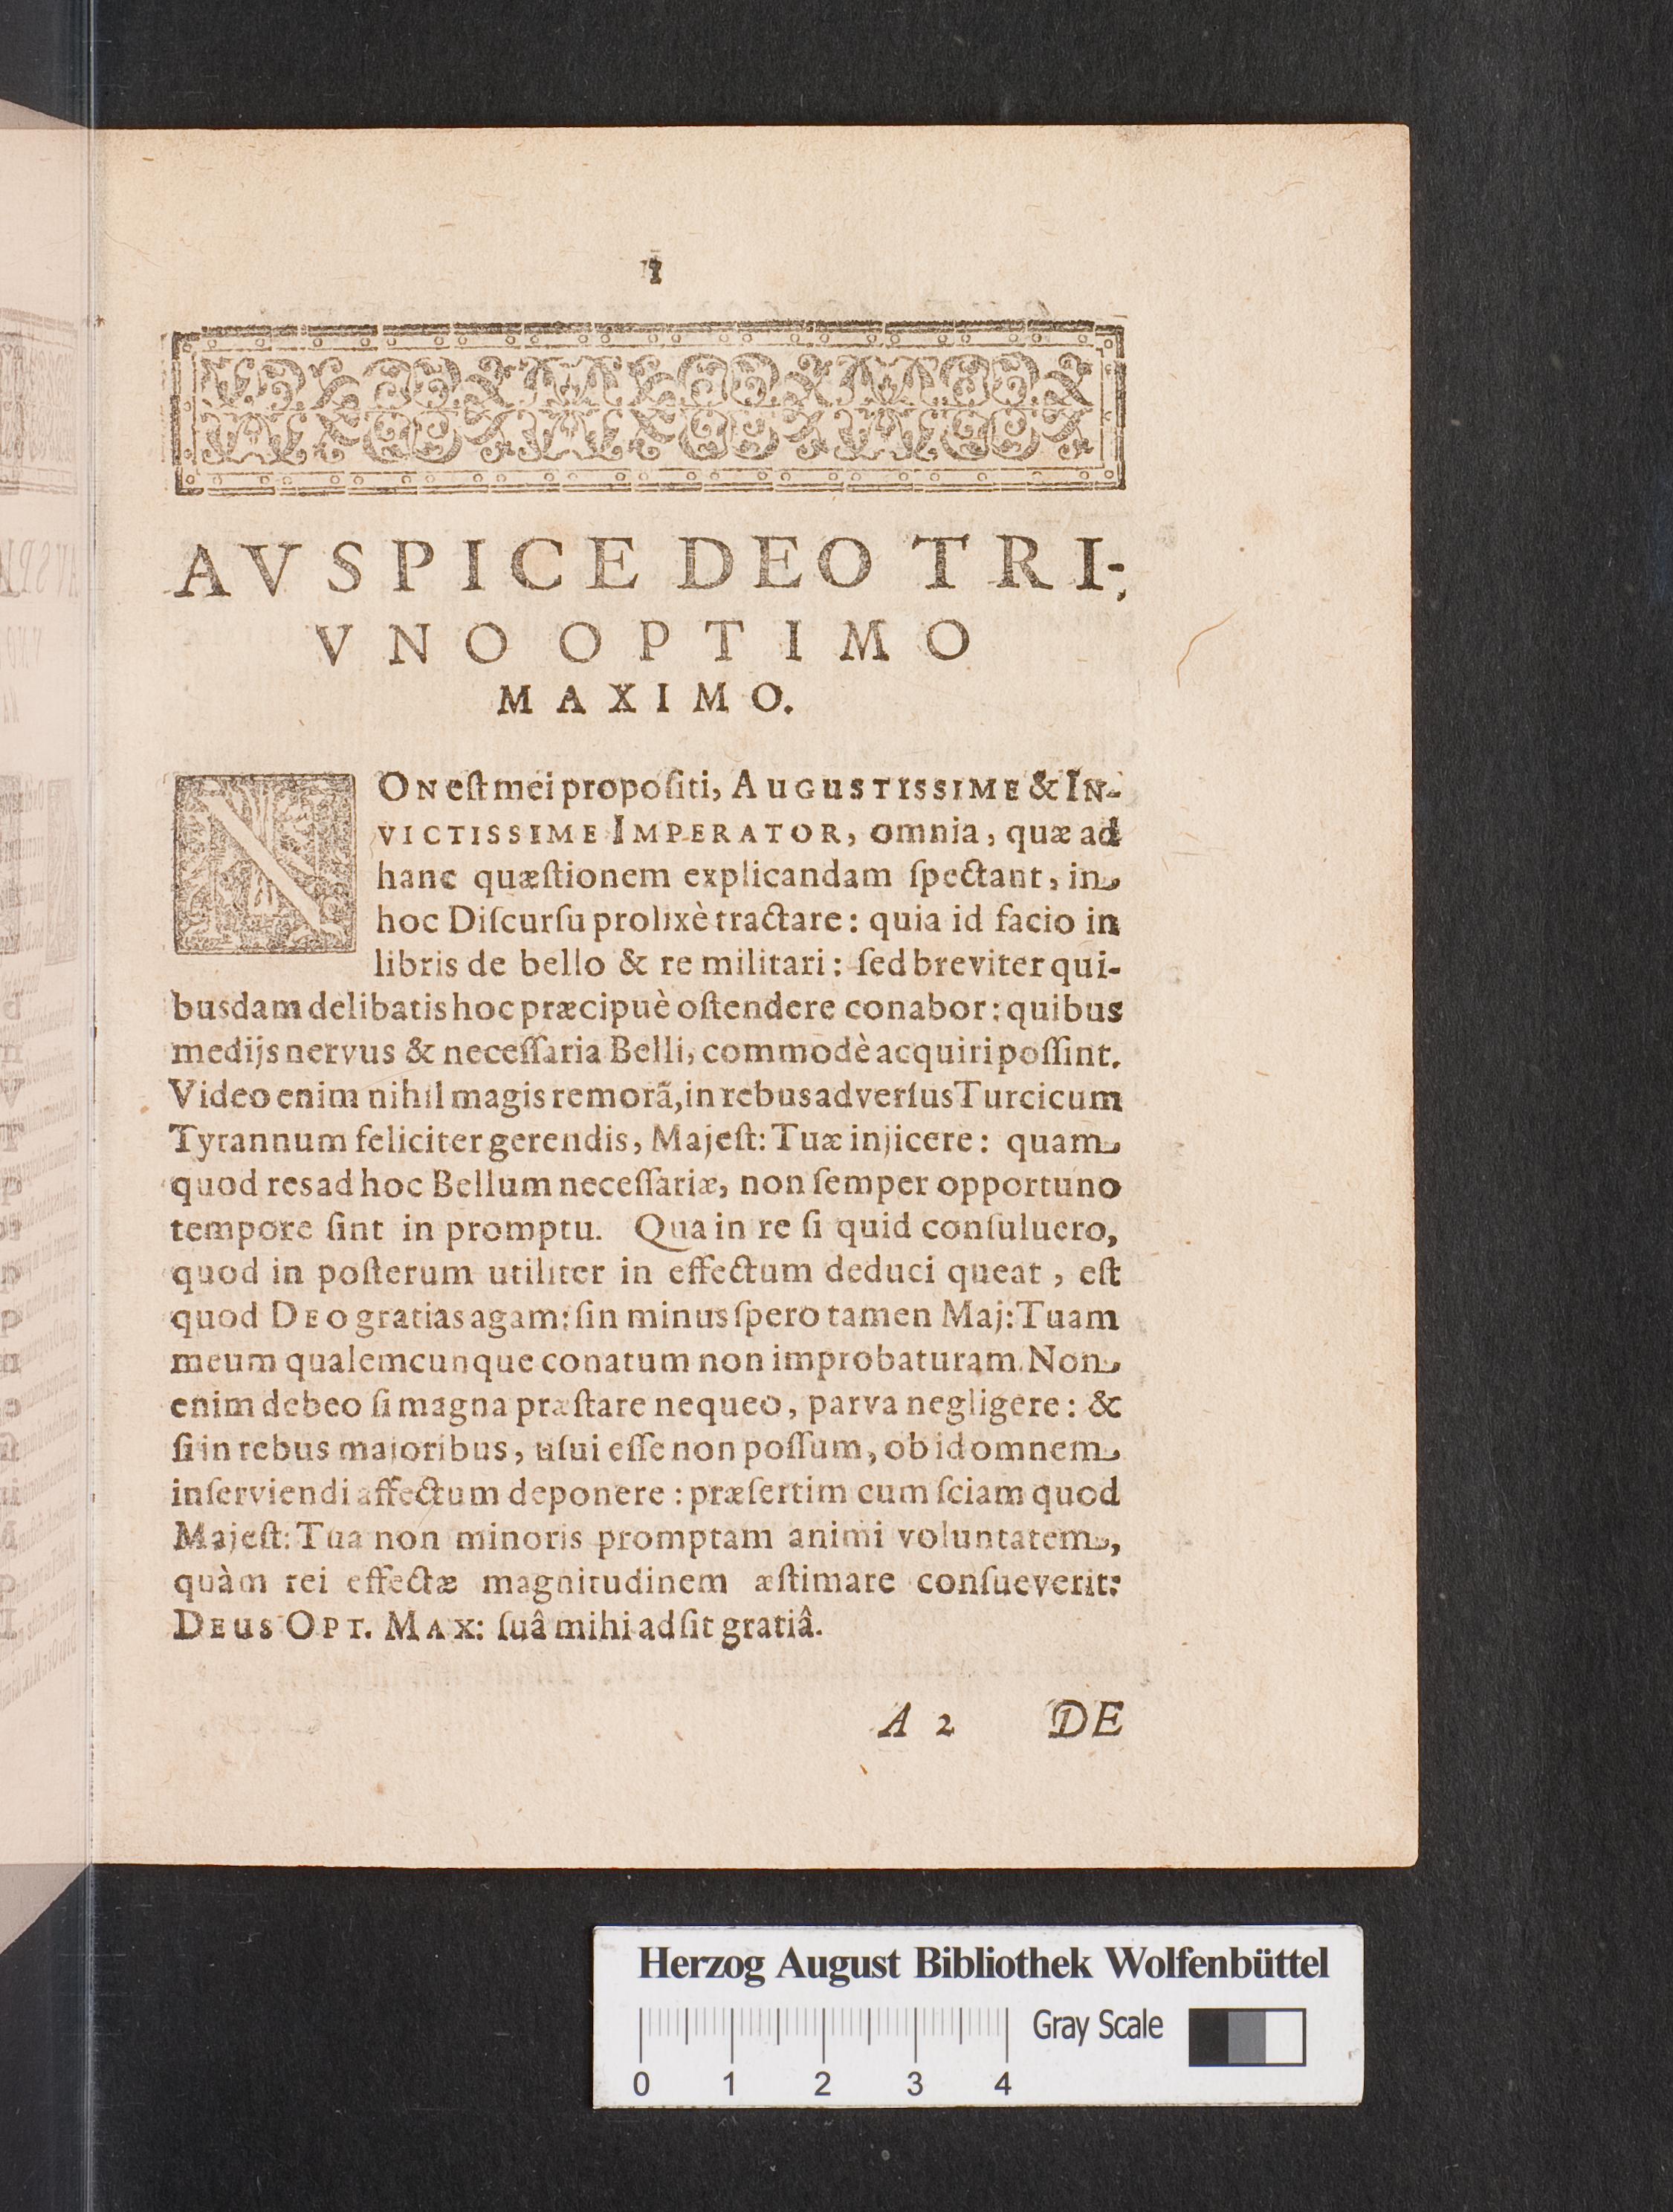 1
AVSPICE DEO TRI-
VNO OPTIMO
MAXIMO.
NON eſt mei propoſiti, AUGUSTISSIME & IN-
VICTISSIME IMPERATOR, omnia, quæ ad
hanc quæſtionem explicandam ſpectant, in
hoc Diſcurſu prolixè tractare: quia id facio in
libris de bello & re militari: ſed breviter qui-
busdam delibatis hoc præcipuè oſtendere conabor: quibus
medijs nervus & neceſſaria Belli, commodè acquiri poſſint.
Video enim nihil magis remorã, in rebus adverſus Turcicum
Tyrannum feliciter gerendis, Majeſt: Tuæ injicere: quam
quod res ad hoc Bellum neceſſariæ, non ſemper opportuno
tempore ſint in promptu. Qua in re ſi quid conſuluero,
quod in poſterum utiliter in effectum deduci queat, eſt
quod DEO gratias agam: ſin minus ſpero tamen Maj: Tuam
meum qualemcunque conatum non improbaturam. Non
enim debeo ſi magna præſtare nequeo, parva negligere: &
ſi in rebus majoribus, uſui eſſe non poſſum, ob id omnem
inſerviendi affectum deponere: præſertim cum ſciam quod
Majeſt: Tua non minoris promptam animi voluntatem,
quàm rei effectæ magnitudinem æſtimare conſueverit:
DEUS OPT. MAX: ſuâ mihi adſit gratiâ.
A 2 DE
Herzog August Bibliothek Wolfenbüttel
Gray Scale
0 1 2 3 4